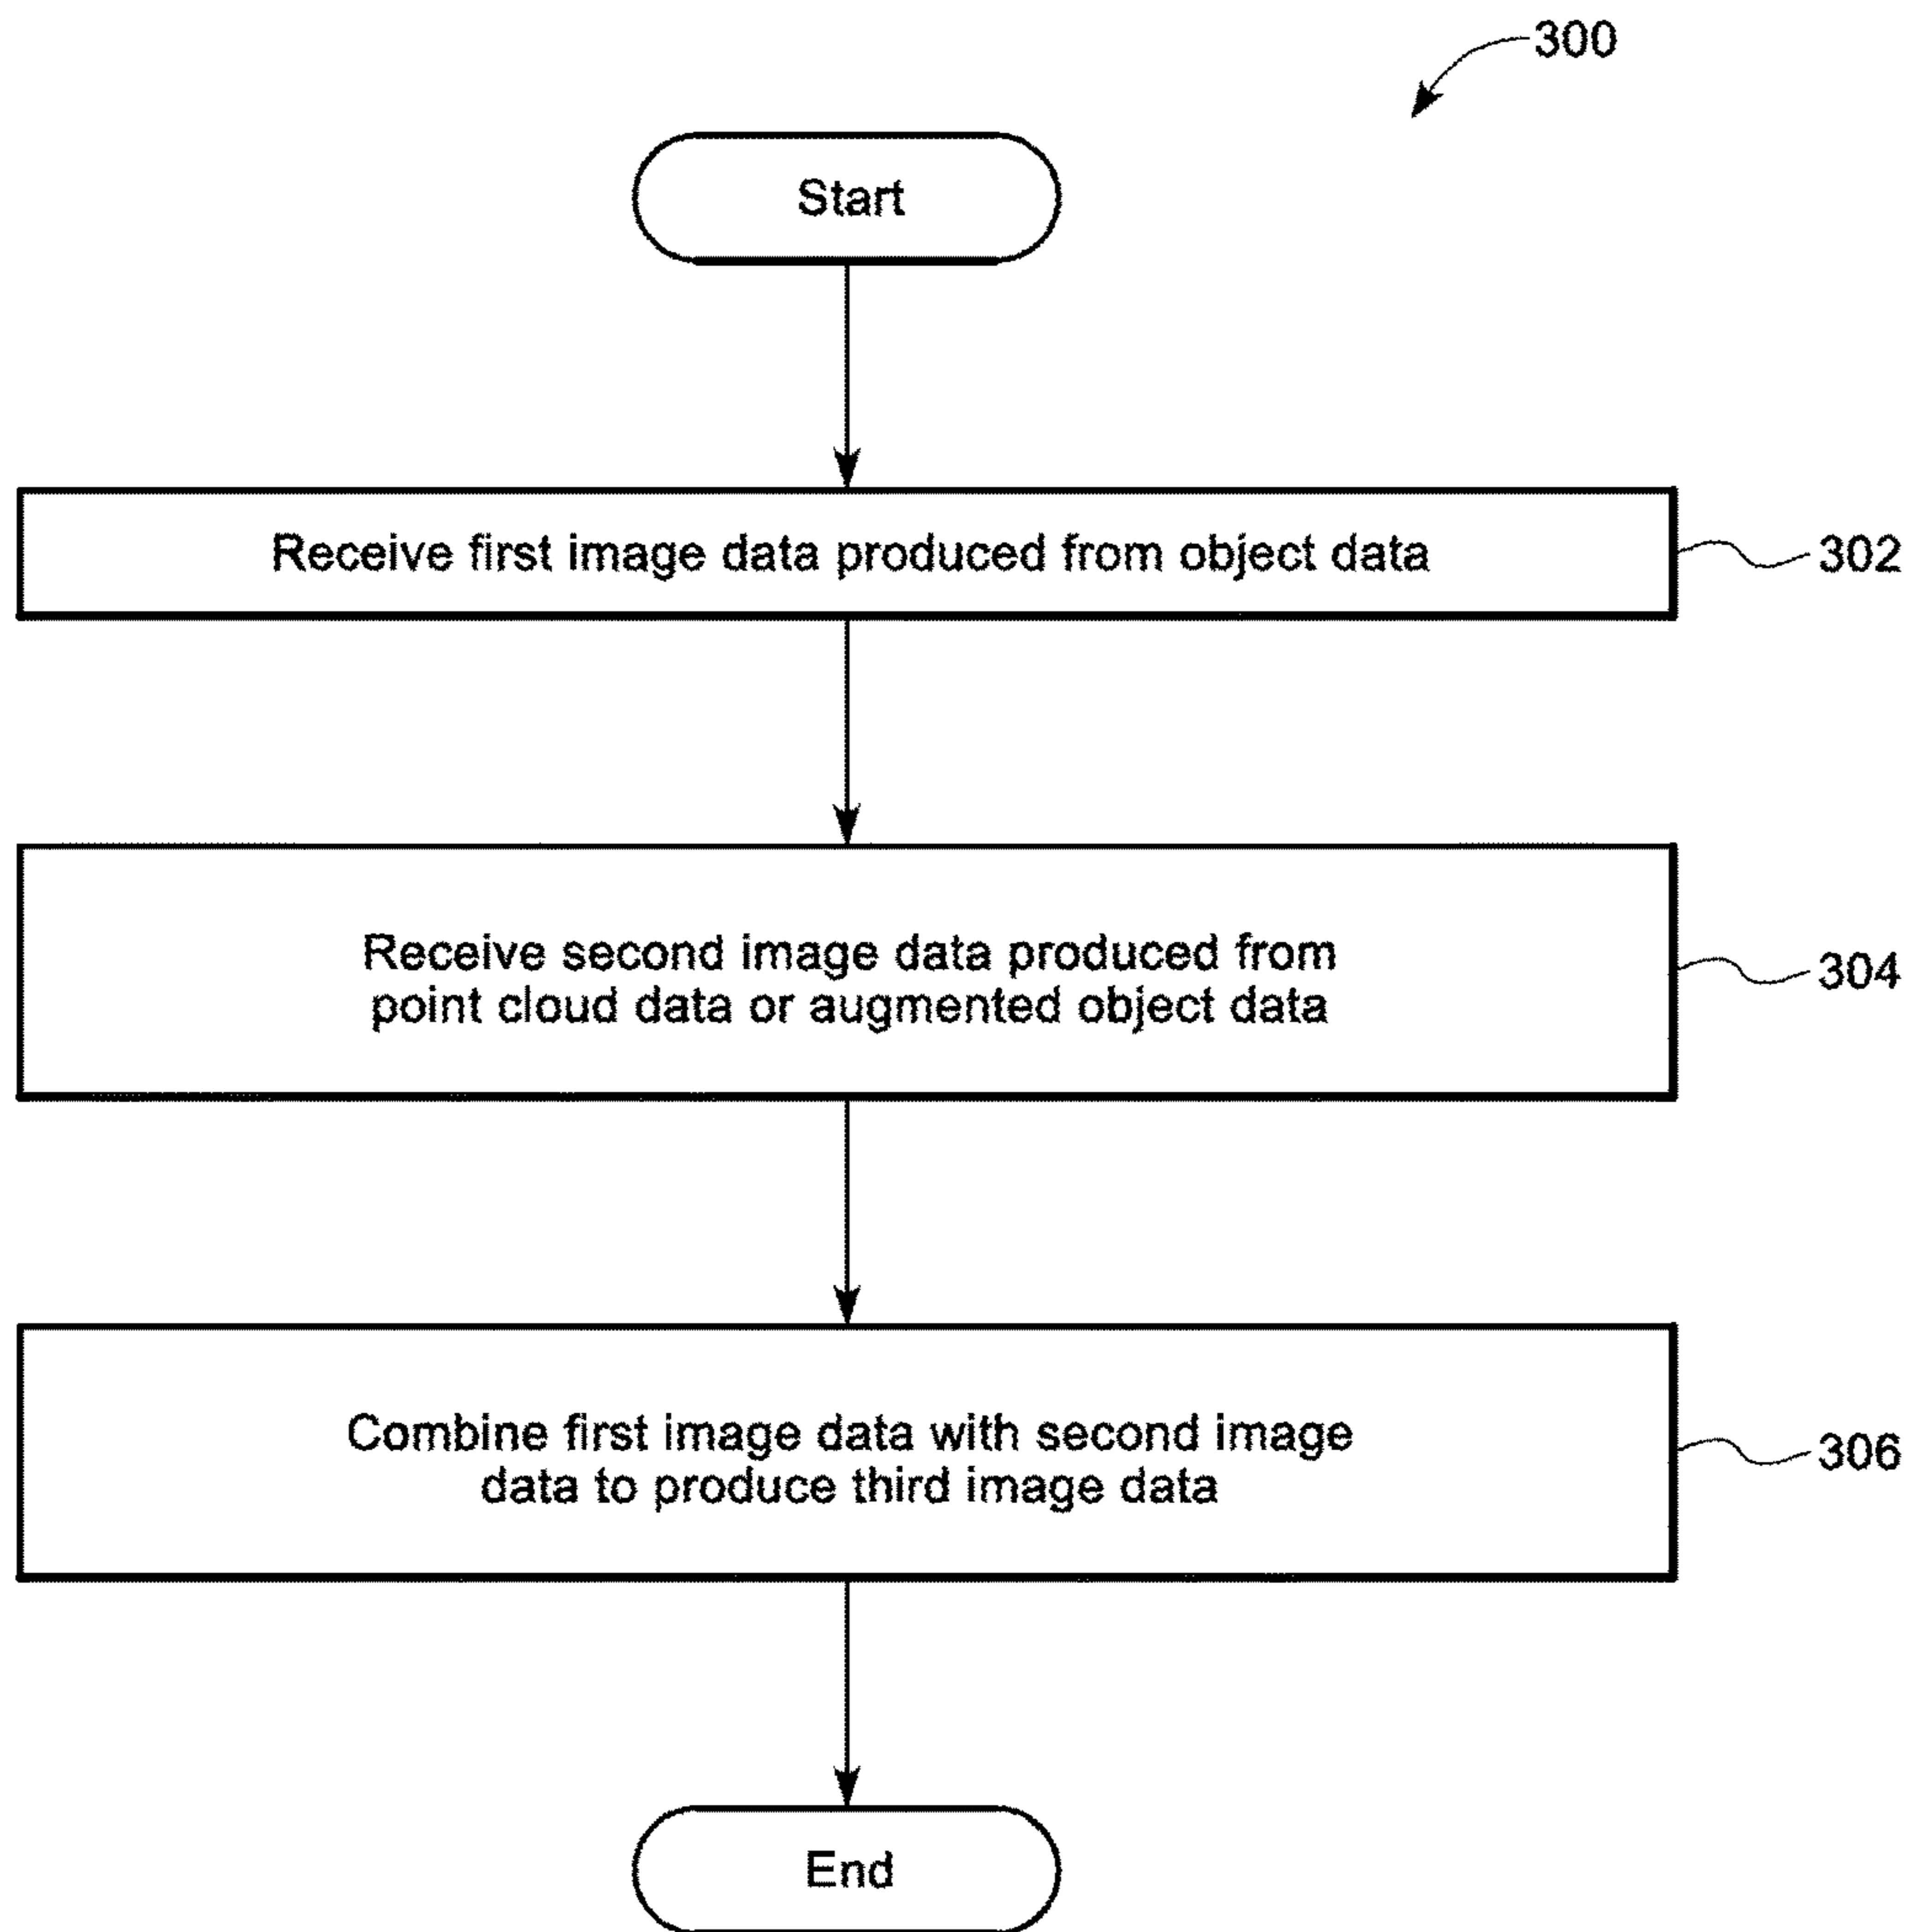 300
Start
Receive first image data produced from object data
302
Receive second image data produced from
point cloud data or augmented object data
304
Combine first image data with second image
data to produce third image data
306
End